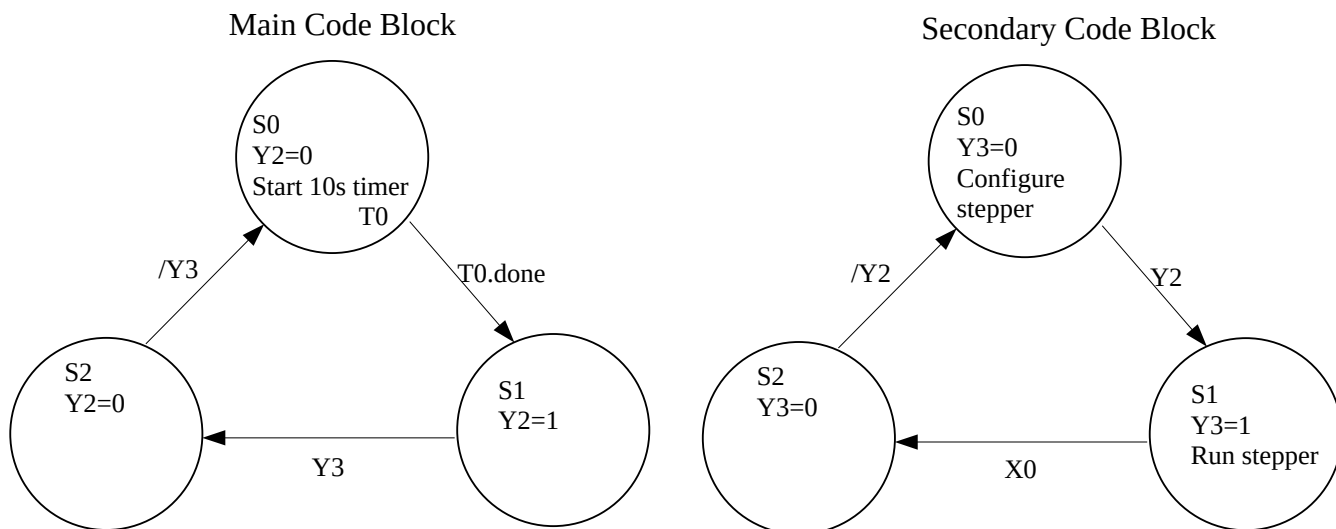 Main Code Block
S0
Y2=0
Start 10s timer
T0
/Y3
T0.done
S2
Y2=0
S1
Y2=1
Y3
Secondary Code Block
S0
Y3=0
Configure
stepper
/Y2
Y2
S2
Y3=0
S1
Y3=1
Run stepper
X0